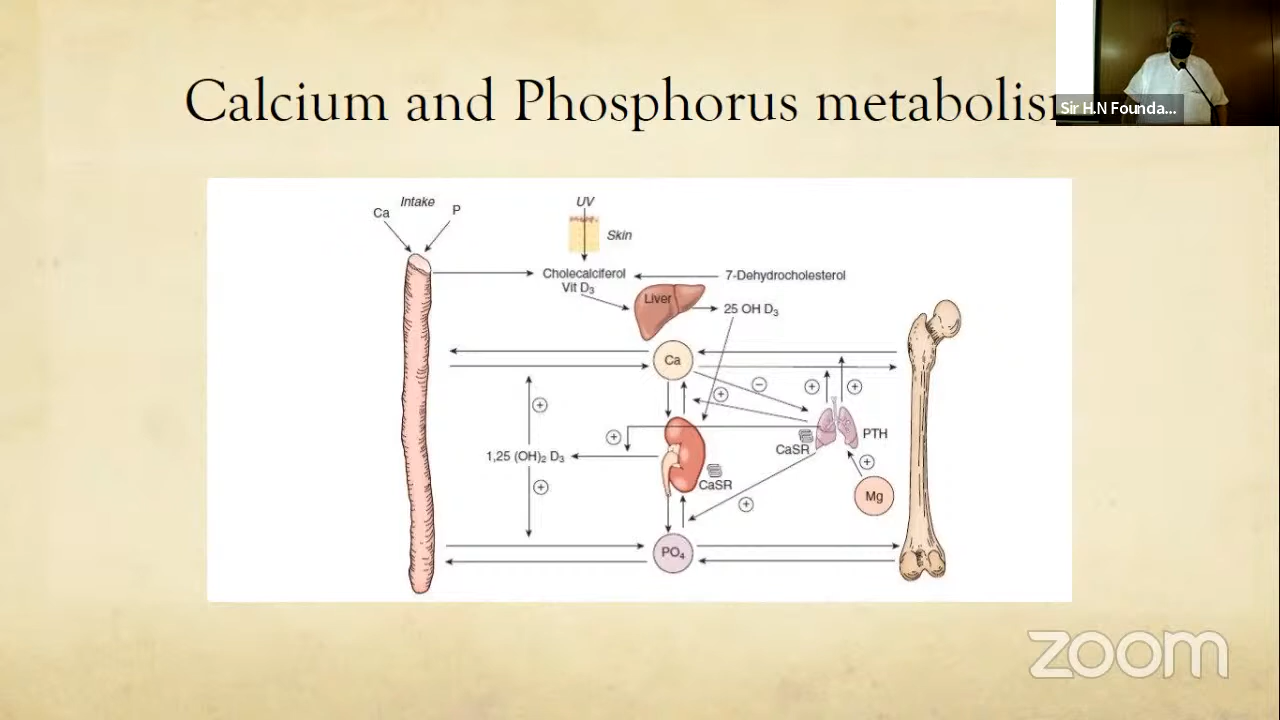 Calcium and Phosphorus metabolis
Sir H.N Founda...
Intake
Ca
P
UV
Skin
Cholecalciferol
Vit D₃
7-Dehydrocholesterol
Liver
25 OH D₃
Ca
−
+
+
+
+
1,25 (OH)₂ D₃
+
+
CaSR
PTH
CaSR
+
+
Mg
PO₄
zoom